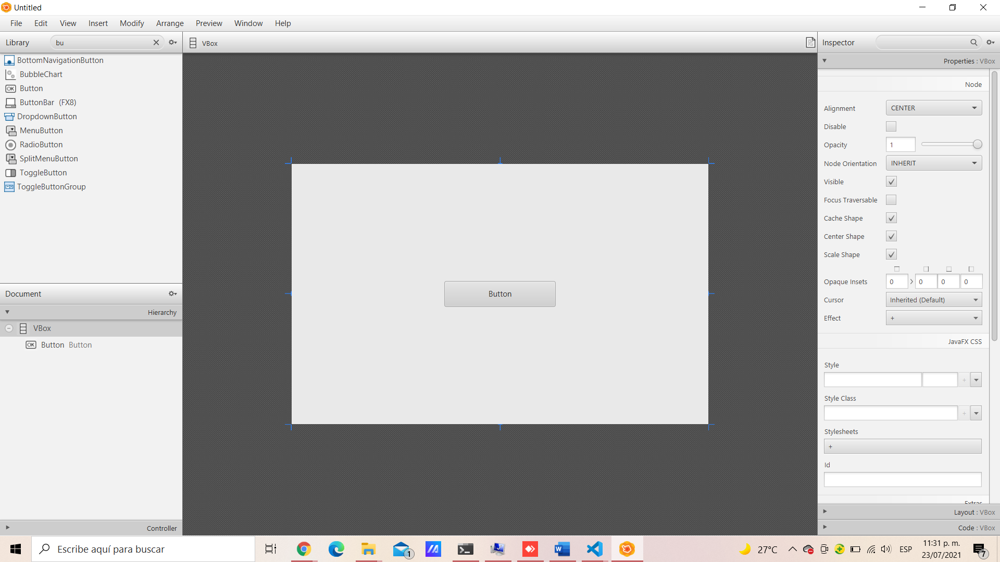 Untitled
File Edit View Insert Modify Arrange Preview Window Help
Library bu
BottomNavigationButton
BubbleChart
Button
ButtonBar (FX8)
DropdownButton
MenuButton
RadioButton
SplitMenuButton
ToggleButton
ToggleButtonGroup
Document
Hierarchy
VBox
Button Button
Controller
VBox
Button
Inspector
Properties : VBox
Node
Alignment CENTER
Disable
Opacity 1
Node Orientation INHERIT
Visible
Focus Traversable
Cache Shape
Center Shape
Scale Shape
Opaque Insets 0 0 0 0
Cursor Inherited (Default)
Effect +
JavaFX CSS
Style
+
Style Class
+
Stylesheets
+
Id
Extras
Layout : VBox
Code : VBox
Escribe aquí para buscar
1
27°C ESP
11:31 p. m.
23/07/2021
7